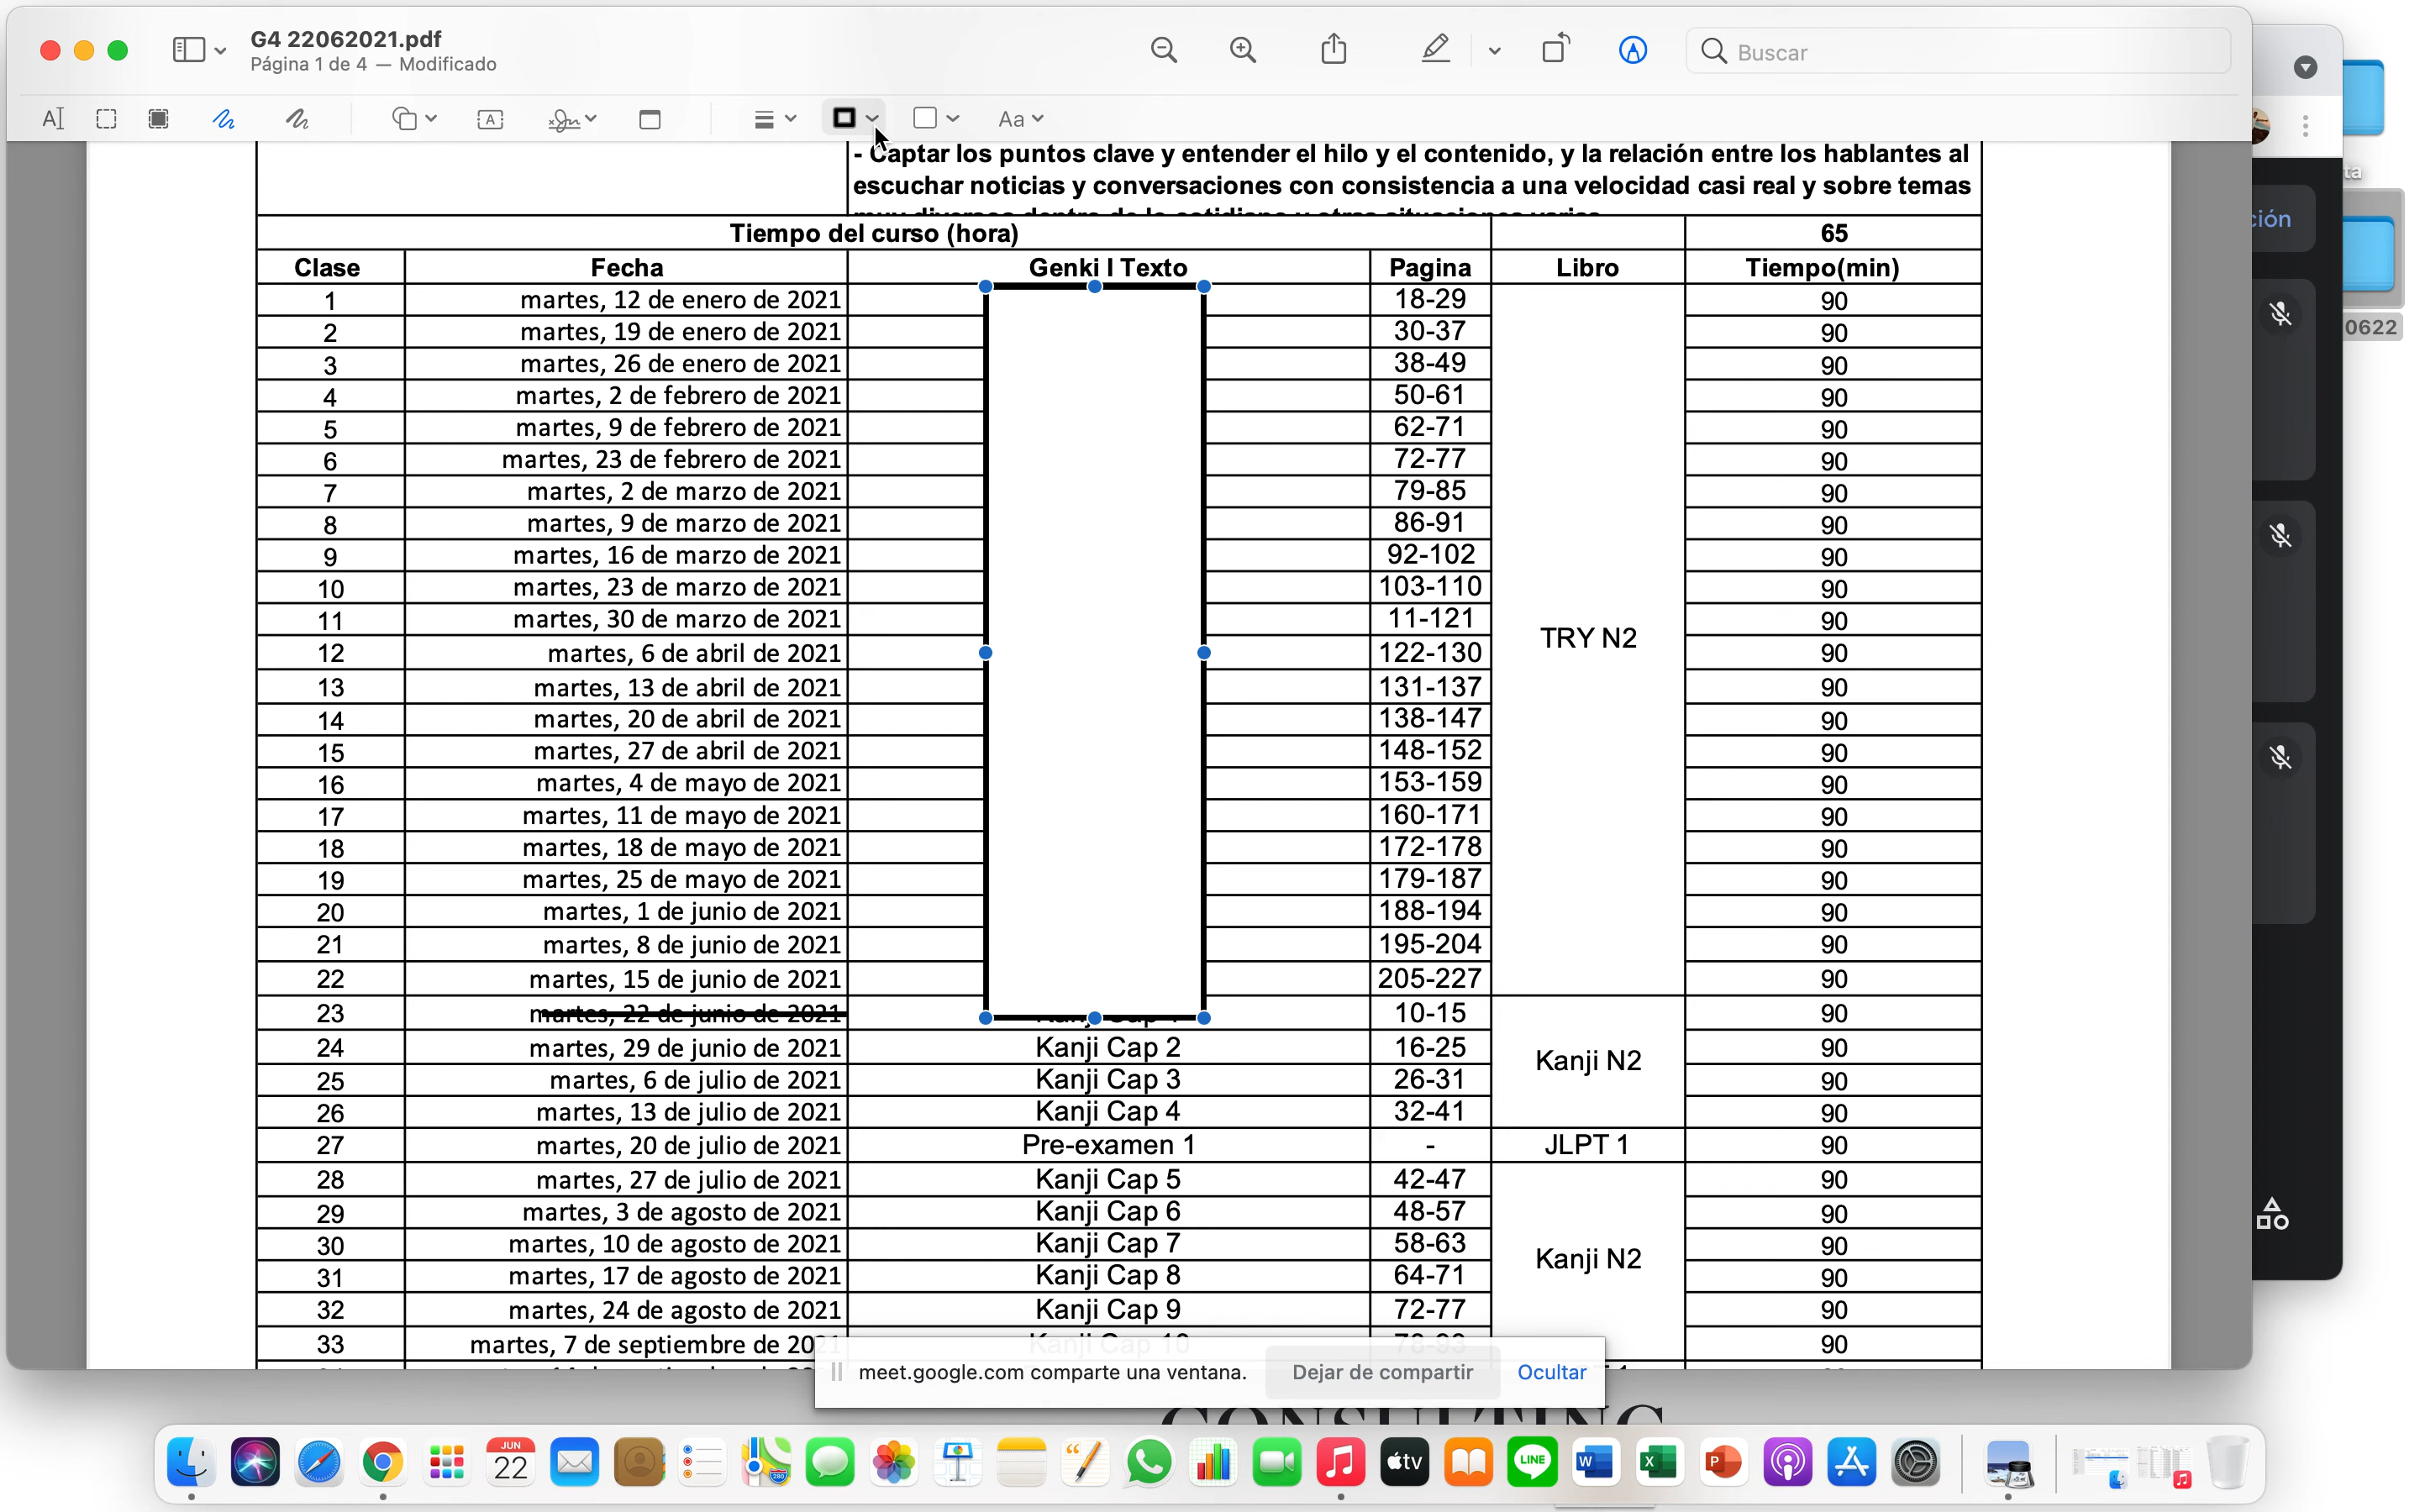 G4 22062021.pdf
Página 1 de 4 — Modificado
Buscar
A
Aa
- Captar los puntos clave y entender el hilo y el contenido, y la relación entre los hablantes al
escuchar noticias y conversaciones con consistencia a una velocidad casi real y sobre temas
Tiempo del curso (hora) 65
Clase Fecha Genki I Texto Pagina Libro Tiempo(min)
1 martes, 12 de enero de 2021 18-29 90
2 martes, 19 de enero de 2021 30-37 90
3 martes, 26 de enero de 2021 38-49 90
4 martes, 2 de febrero de 2021 50-61 90
5 martes, 9 de febrero de 2021 62-71 90
6 martes, 23 de febrero de 2021 72-77 90
7 martes, 2 de marzo de 2021 79-85 90
8 martes, 9 de marzo de 2021 86-91 90
9 martes, 16 de marzo de 2021 92-102 90
10 martes, 23 de marzo de 2021 103-110 90
11 martes, 30 de marzo de 2021 11-121 90
TRY N2
12 martes, 6 de abril de 2021 122-130 90
13 martes, 13 de abril de 2021 131-137 90
14 martes, 20 de abril de 2021 138-147 90
15 martes, 27 de abril de 2021 148-152 90
16 martes, 4 de mayo de 2021 153-159 90
17 martes, 11 de mayo de 2021 160-171 90
18 martes, 18 de mayo de 2021 172-178 90
19 martes, 25 de mayo de 2021 179-187 90
20 martes, 1 de junio de 2021 188-194 90
21 martes, 8 de junio de 2021 195-204 90
22 martes, 15 de junio de 2021 205-227 90
23 martes, 22 de junio de 2021 10-15 90
24 martes, 29 de junio de 2021 Kanji Cap 2 16-25 90
Kanji N2
25 martes, 6 de julio de 2021 Kanji Cap 3 26-31 90
26 martes, 13 de julio de 2021 Kanji Cap 4 32-41 90
27 martes, 20 de julio de 2021 Pre-examen 1 - JLPT 1 90
28 martes, 27 de julio de 2021 Kanji Cap 5 42-47 90
29 martes, 3 de agosto de 2021 Kanji Cap 6 48-57 90
30 martes, 10 de agosto de 2021 Kanji Cap 7 58-63 90
Kanji N2
31 martes, 17 de agosto de 2021 Kanji Cap 8 64-71 90
32 martes, 24 de agosto de 2021 Kanji Cap 9 72-77 90
33 martes, 7 de septiembre de 2021 Kanji Cap 10 90
meet.google.com comparte una ventana. Dejar de compartir Ocultar
ción
ta
0622
CONSULTING
JUN
22
280
tv
LINE
W
X
P